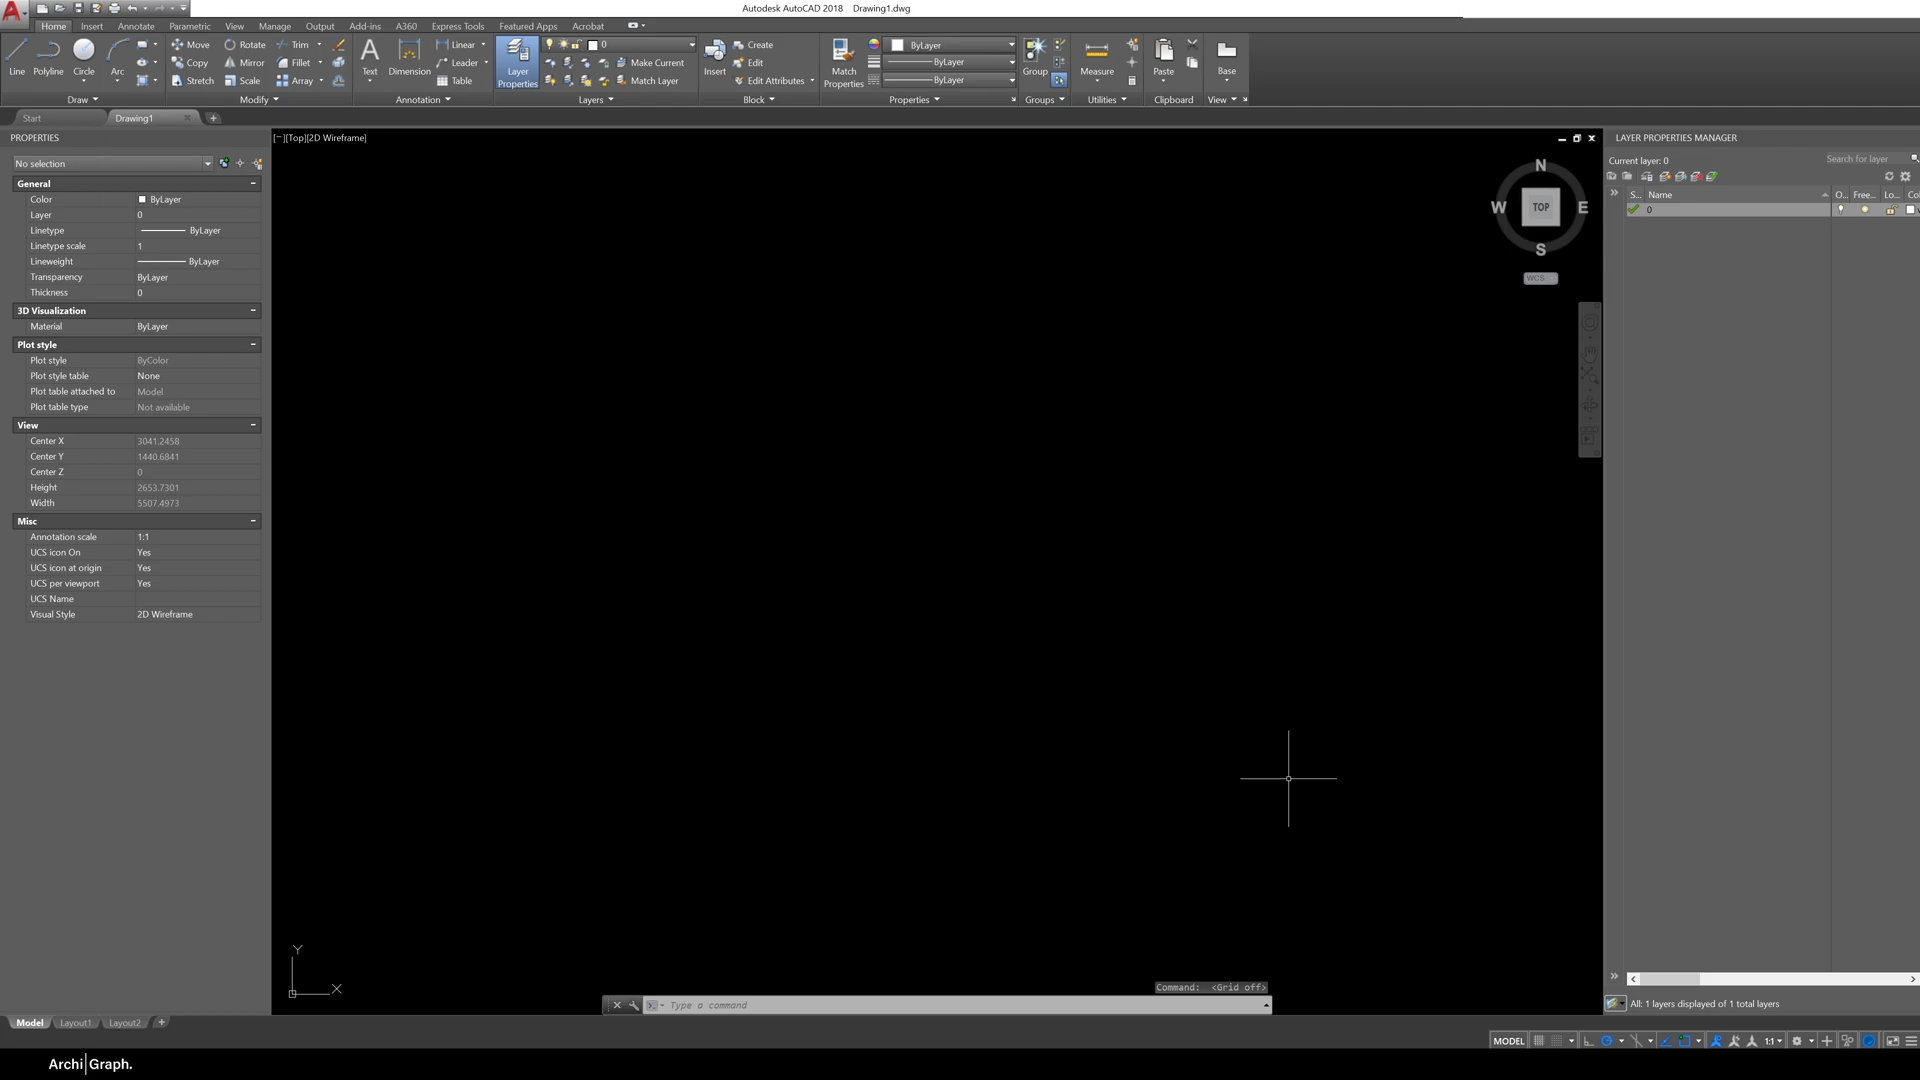 Autodesk AutoCAD 2018 Drawing1.dwg
Home Insert Annotate Parametric View Manage Output Add-ins A360 Express Tools Featured Apps Acrobat
Line Polyline Circle Arc
Move Rotate Trim
Copy Mirror Fillet
Stretch Scale Array
Text Dimension
Linear
Leader
Table
Layer Properties
0
Make Current
Match Layer
Insert
Create
Edit
Edit Attributes
Match Properties
ByLayer
ByLayer
ByLayer
Group
Measure
Paste
Base
Draw Modify Annotation Layers Block Properties Groups Utilities Clipboard View
Start Drawing1
PROPERTIES
No selection
General
Color ByLayer
Layer 0
Linetype ByLayer
Linetype scale 1
Lineweight ByLayer
Transparency ByLayer
Thickness 0
3D Visualization
Material ByLayer
Plot style
Plot style ByColor
Plot style table None
Plot table attached to Model
Plot table type Not available
View
Center X 3041.2458
Center Y 1440.6841
Center Z 0
Height 2653.7301
Width 5507.4973
Misc
Annotation scale 1:1
UCS icon On Yes
UCS icon at origin Yes
UCS per viewport Yes
UCS Name
Visual Style 2D Wireframe
[−][Top][2D Wireframe]
N
W TOP E
S
WCS
Y
X
LAYER PROPERTIES MANAGER
Current layer: 0 Search for layer
S.. Name O.. Free... Lo... Co
0
All: 1 layers displayed of 1 total layers
Command: <Grid off>
Type a command
Model Layout1 Layout2
MODEL 1:1
Archi|Graph.